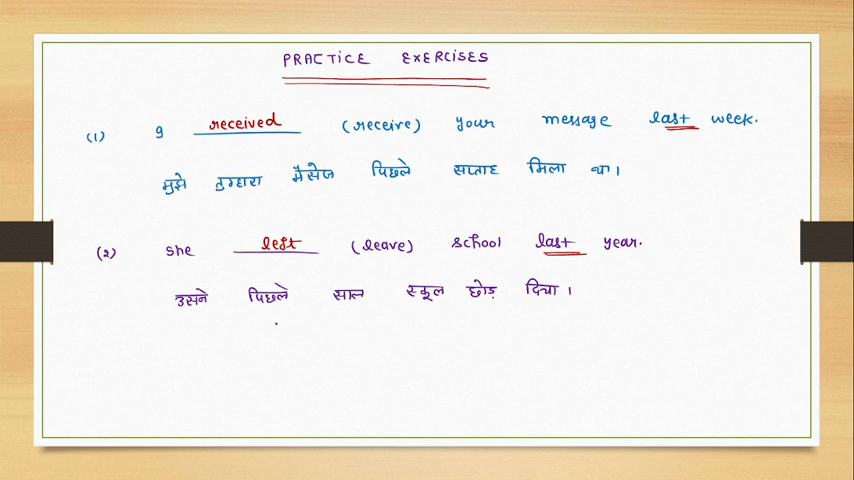 PRACTICE EXERCISES
(1) I received (receive) your message last week.
मुझे तुम्हारा मैसेज पिछले सप्ताह मिला था।
(2) she left (leave) school last year.
उसने पिछले साल स्कूल छोड़ दिया।